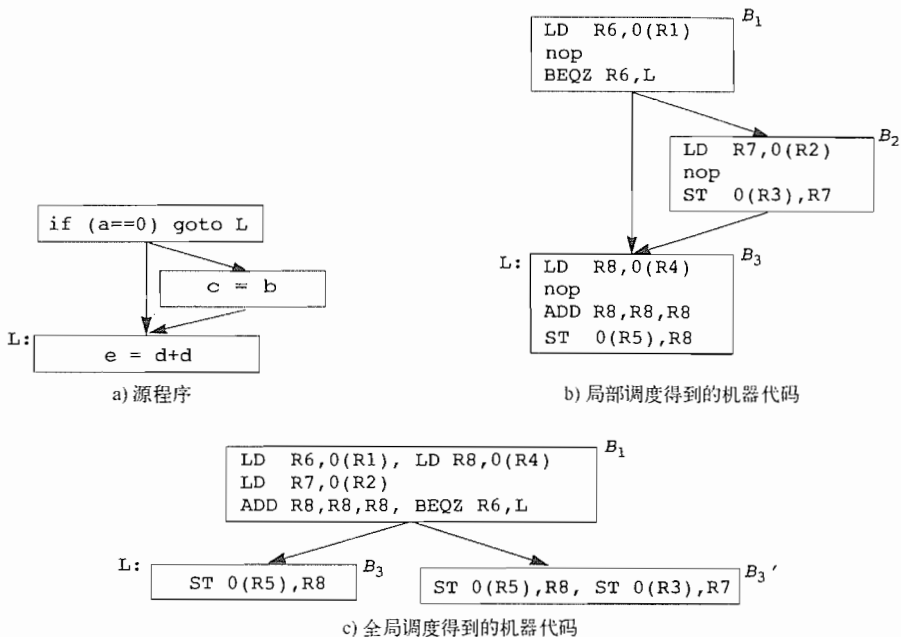 if (a==0) goto L
c = b
L:
e = d+d
a) 源程序
B₁
LD R6,0(R1)
nop
BEQZ R6,L
B₂
LD R7,0(R2)
nop
ST 0(R3),R7
L:
B₃
LD R8,0(R4)
nop
ADD R8,R8,R8
ST 0(R5),R8
b) 局部调度得到的机器代码
B₁
LD R6,0(R1), LD R8,0(R4)
LD R7,0(R2)
ADD R8,R8,R8, BEQZ R6,L
L:
B₃
ST 0(R5),R8
B₃′
ST 0(R5),R8, ST 0(R3),R7
c) 全局调度得到的机器代码